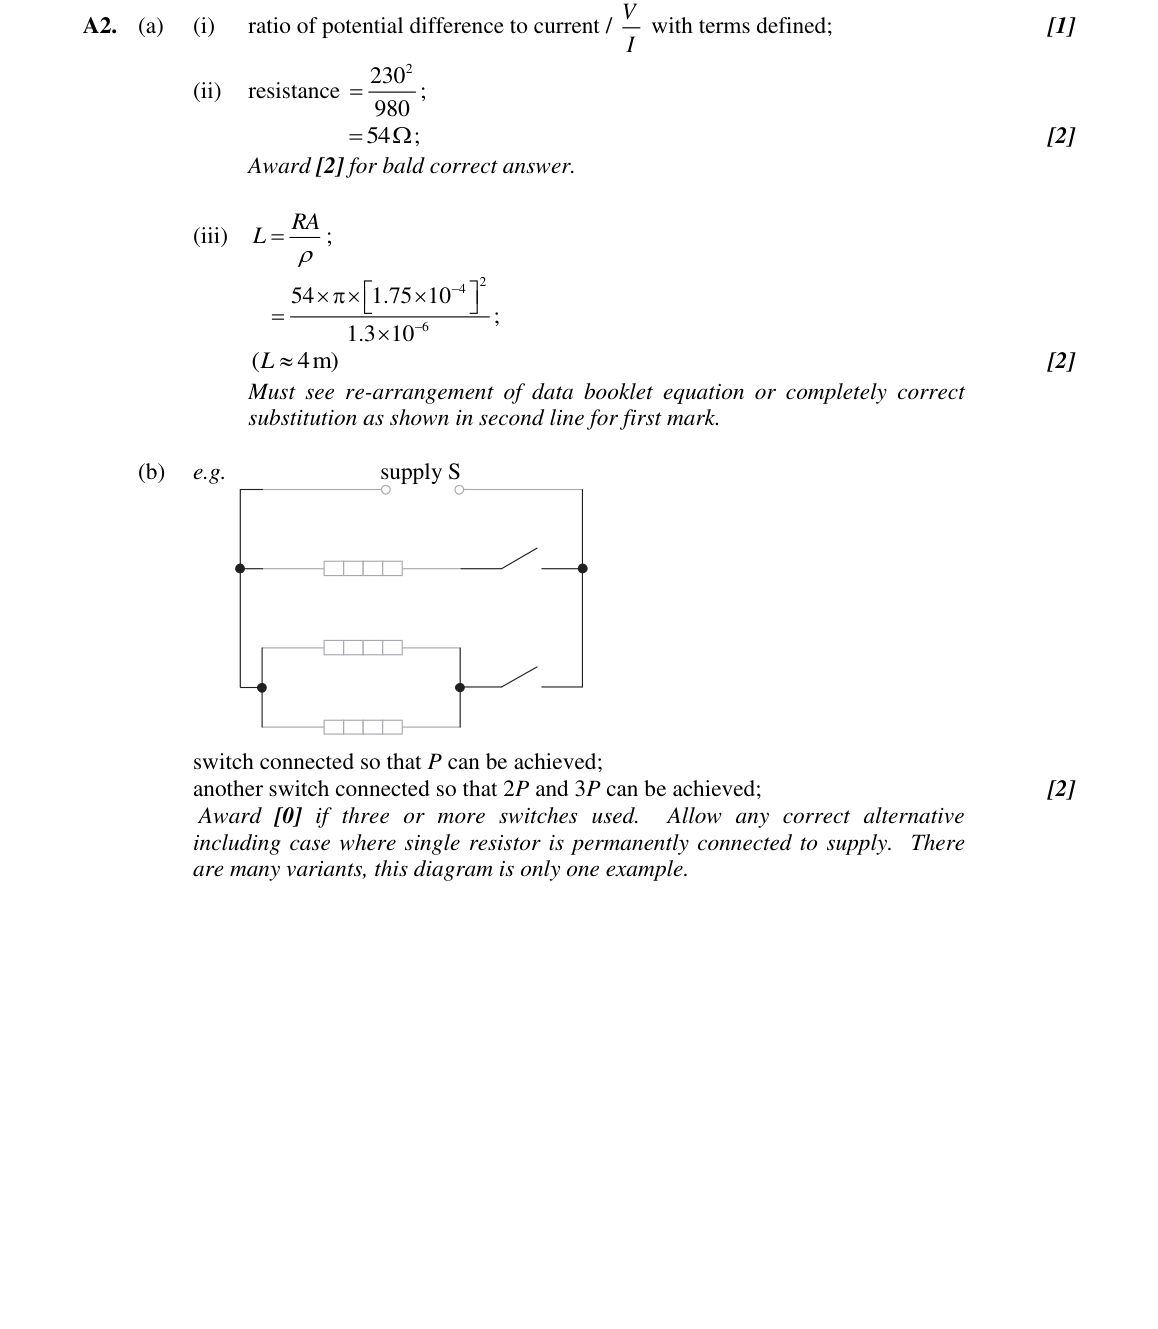 A2. (a) (i) ratio of potential difference to current / V/I with terms defined; [1]
(ii) resistance = 230²/980 ;
= 54Ω; [2]
Award [2] for bald correct answer.
(iii) L = RA/ρ ;
= 54×π×[1.75×10⁻⁴]²/1.3×10⁻⁶ ;
(L ≈ 4 m) [2]
Must see re-arrangement of data booklet equation or completely correct
substitution as shown in second line for first mark.
(b) e.g. supply S
switch connected so that P can be achieved;
another switch connected so that 2P and 3P can be achieved; [2]
Award [0] if three or more switches used. Allow any correct alternative
including case where single resistor is permanently connected to supply. There
are many variants, this diagram is only one example.